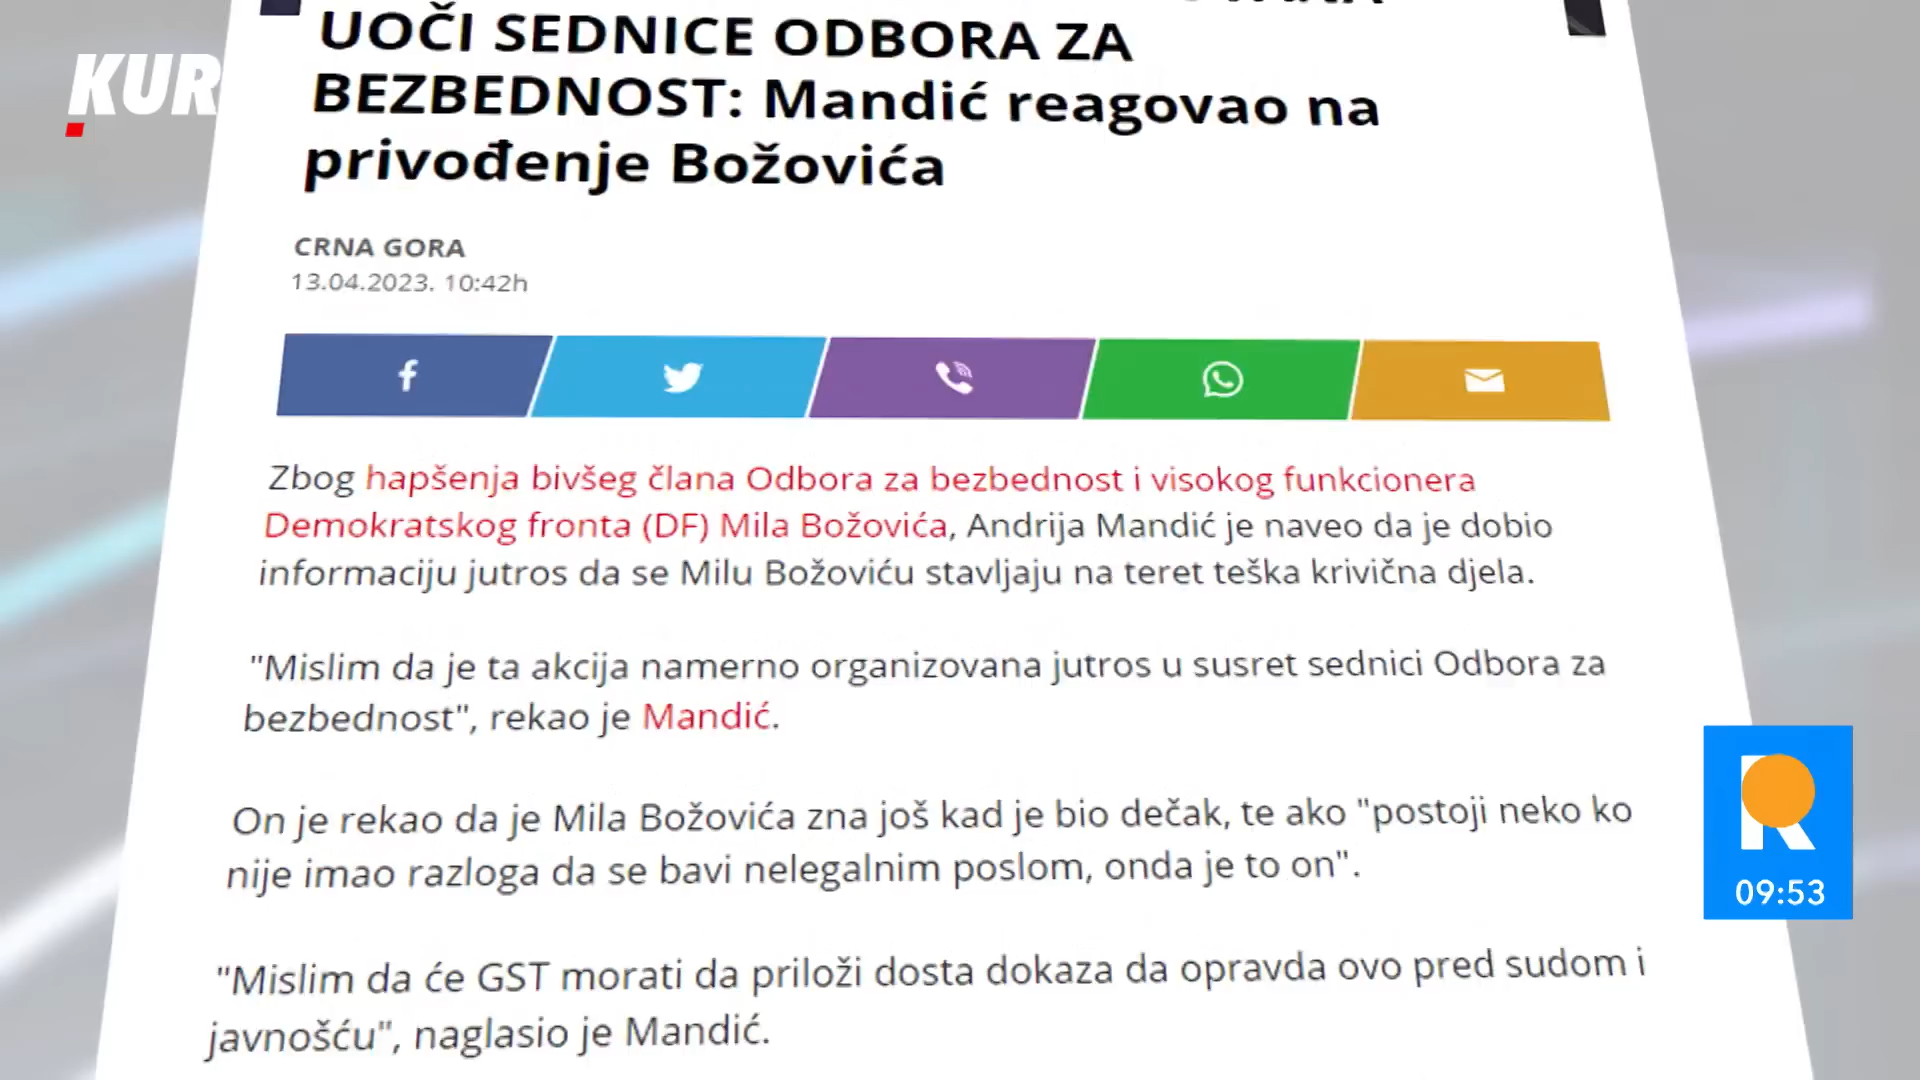 UOČI SEDNICE ODBORA ZA
BEZBEDNOST: Mandić reagovao na
privođenje Božovića
KUR
CRNA GORA
13.04.2023. 10:42h
Zbog hapšenja bivšeg člana Odbora za bezbednost i visokog funkcionera
Demokratskog fronta (DF) Mila Božovića, Andrija Mandić je naveo da je dobio
informaciju jutros da se Milu Božoviću stavljaju na teret teška krivična djela.
"Mislim da je ta akcija namerno organizovana jutros u susret sednici Odbora za
bezbednost", rekao je Mandić.
On je rekao da je Mila Božovića zna još kad je bio dečak, te ako "postoji neko ko
nije imao razloga da se bavi nelegalnim poslom, onda je to on".
"Mislim da će GST morati da priloži dosta dokaza da opravda ovo pred sudom i
javnošću", naglasio je Mandić.
R
09:53